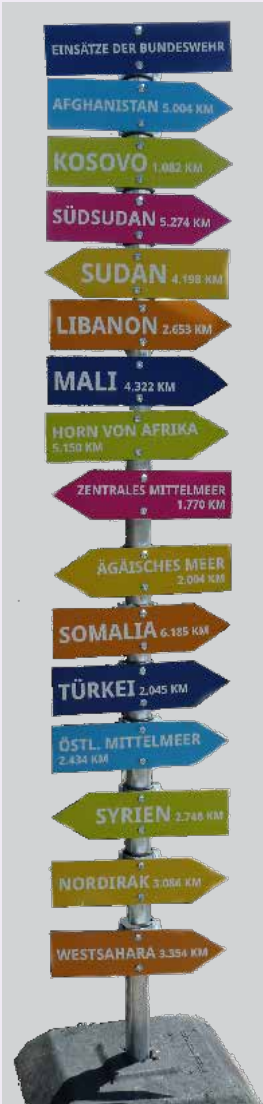 EINSÄTZE DER BUNDESWEHR
AFGHANISTAN 5.004 KM
KOSOVO 1.082 KM
SÜDSUDAN 5.274 KM
SUDAN 4.198 KM
LIBANON 2.653 KM
MALI 4.322 KM
HORN VON AFRIKA
5.150 KM
ZENTRALES MITTELMEER
1.770 KM
ÄGÄISCHES MEER
2.004 KM
SOMALIA 6.185 KM
TÜRKEI 2.045 KM
ÖSTL. MITTELMEER
2.434 KM
SYRIEN 2.748 KM
NORDIRAK 3.086 KM
WESTSAHARA 3.354 KM